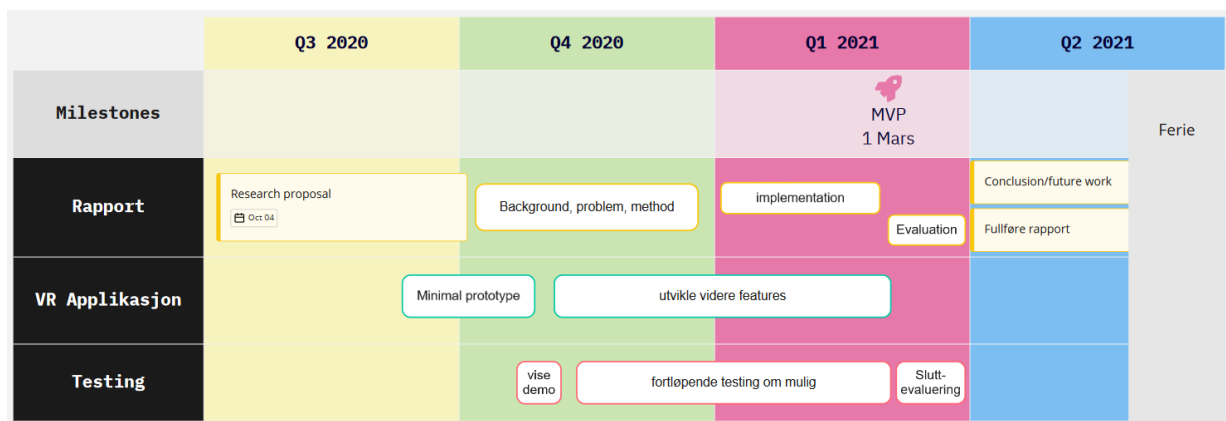 Q3 2020
Q4 2020
Q1 2021
Q2 2021
Milestones
MVP
1 Mars
Ferie
Rapport
Research proposal
Oct 04
Background, problem, method
implementation
Evaluation
Conclusion/future work
Fullføre rapport
VR Applikasjon
Minimal prototype
utvikle videre features
Testing
vise
demo
fortløpende testing om mulig
Slutt-
evaluering